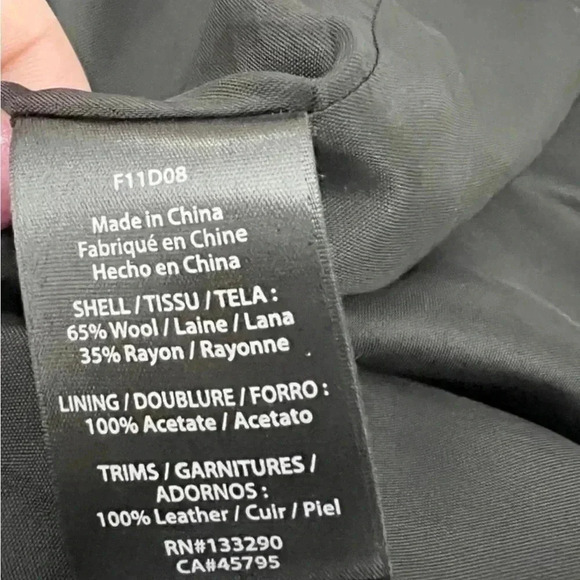 F11D08
Made in China
Fabriqué en Chine
Hecho en China
SHELL / TISSU / TELA :
65% Wool / Laine / Lana
35% Rayon / Rayonne
LINING / DOUBLURE / FORRO :
100% Acetate / Acetato
TRIMS / GARNITURES /
ADORNOS :
100% Leather / Cuir / Piel
RN#133290
CA#45795